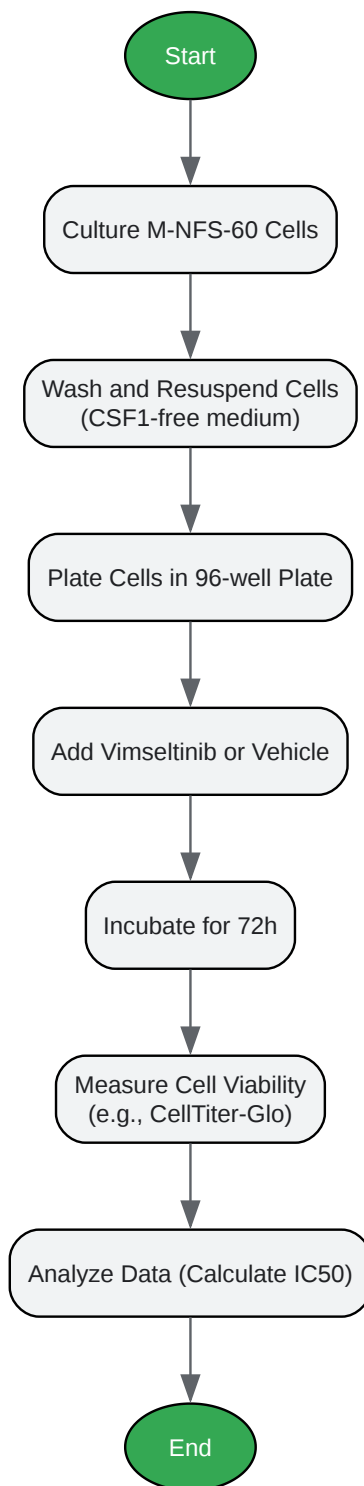 Start
Culture M-NFS-60 Cells
Wash and Resuspend Cells
(CSF1-free medium)
Plate Cells in 96-well Plate
Add Vimseltinib or Vehicle
Incubate for 72h
Measure Cell Viability
(e.g., CellTiter-Glo)
Analyze Data (Calculate IC50)
End